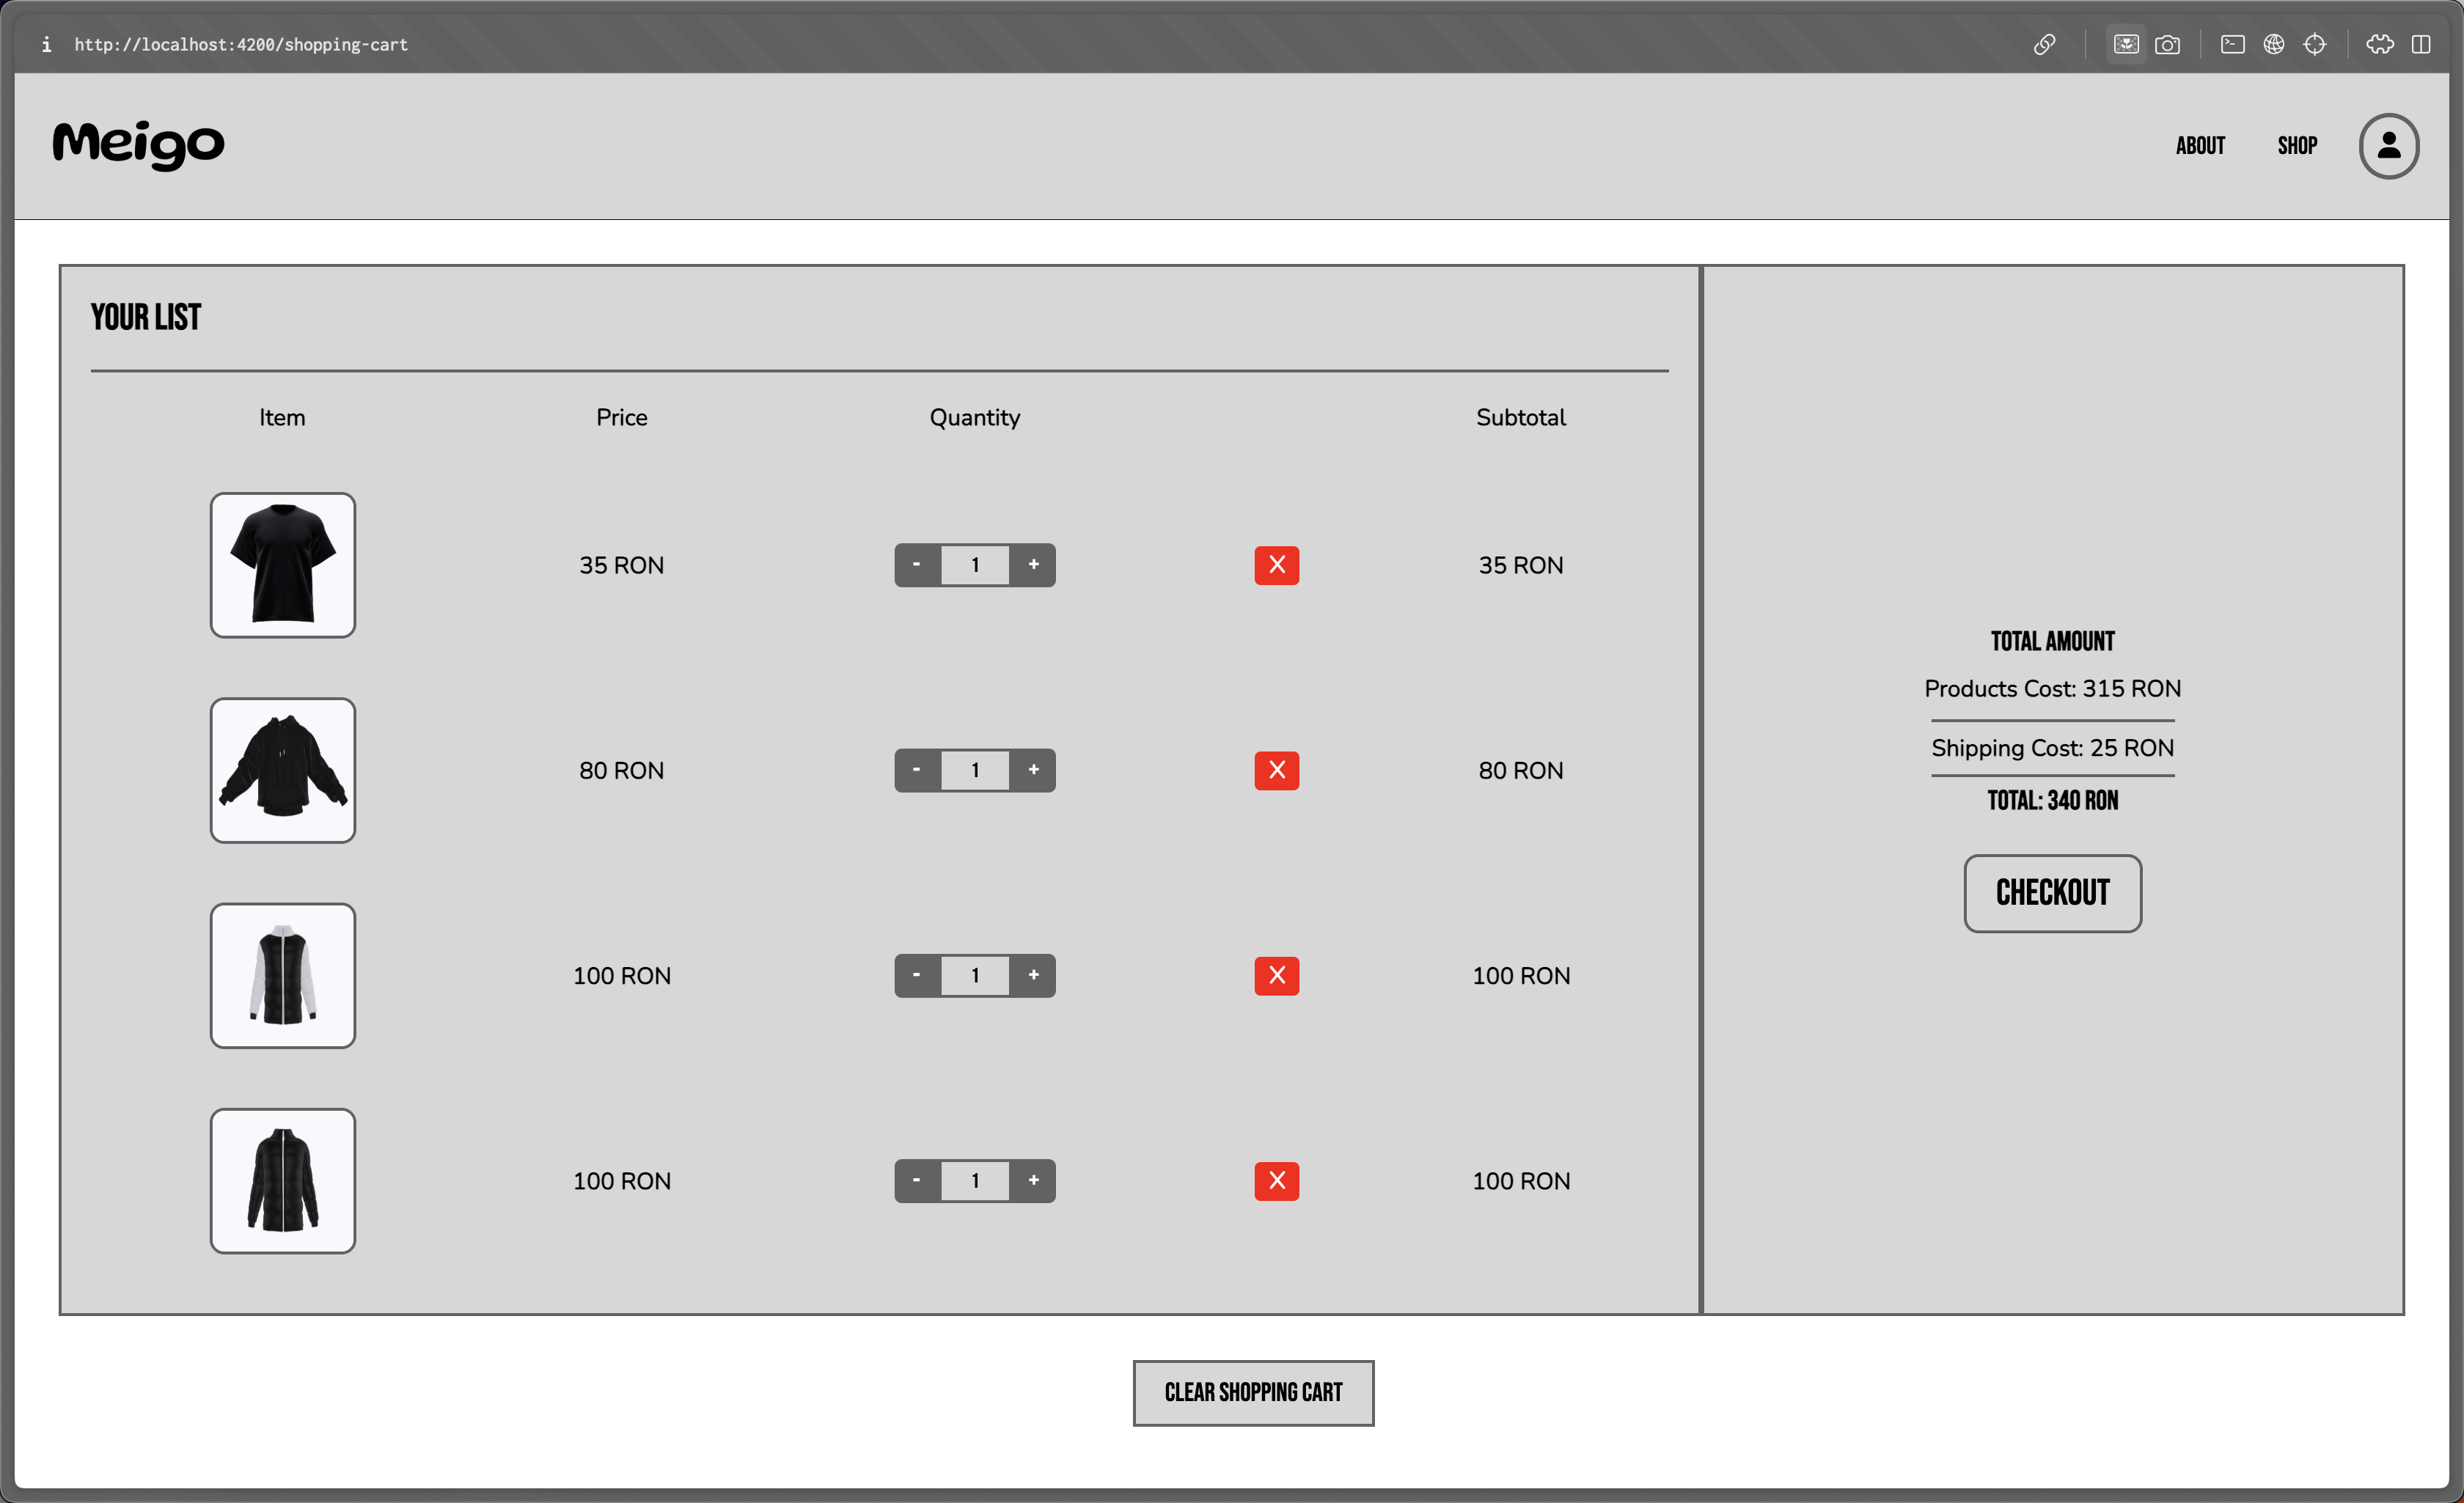 http://localhost:4200/shopping-cart
Meigo
ABOUT SHOP
YOUR LIST
Item Price Quantity Subtotal
35 RON - 1 + X 35 RON
80 RON - 1 + X 80 RON
100 RON - 1 + X 100 RON
100 RON - 1 + X 100 RON
TOTAL AMOUNT
Products Cost: 315 RON
Shipping Cost: 25 RON
TOTAL: 340 RON
CHECKOUT
CLEAR SHOPPING CART